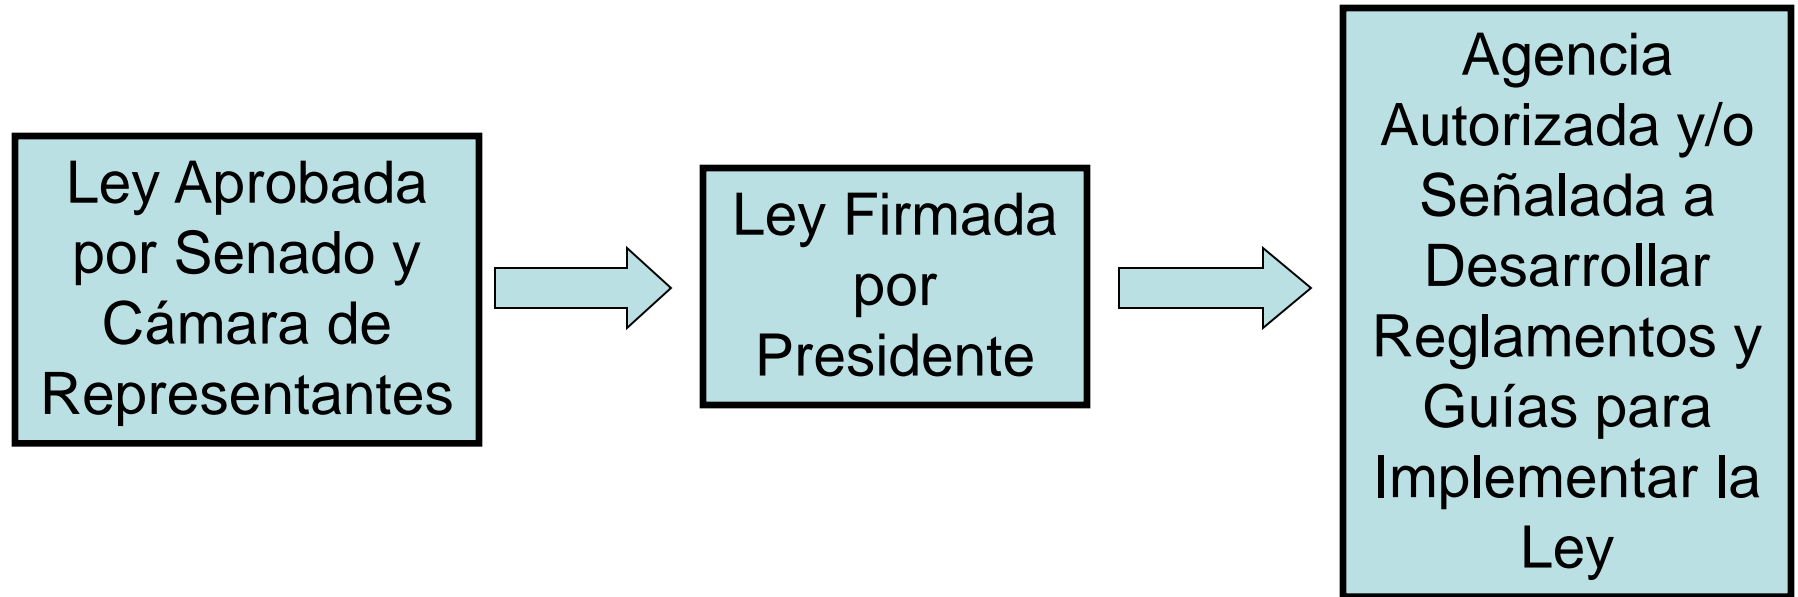 Ley Aprobada
por Senado y
Cámara de
Representantes
Ley Firmada
por
Presidente
Agencia
Autorizada y/o
Señalada a
Desarrollar
Reglamentos y
Guías para
Implementar la
Ley